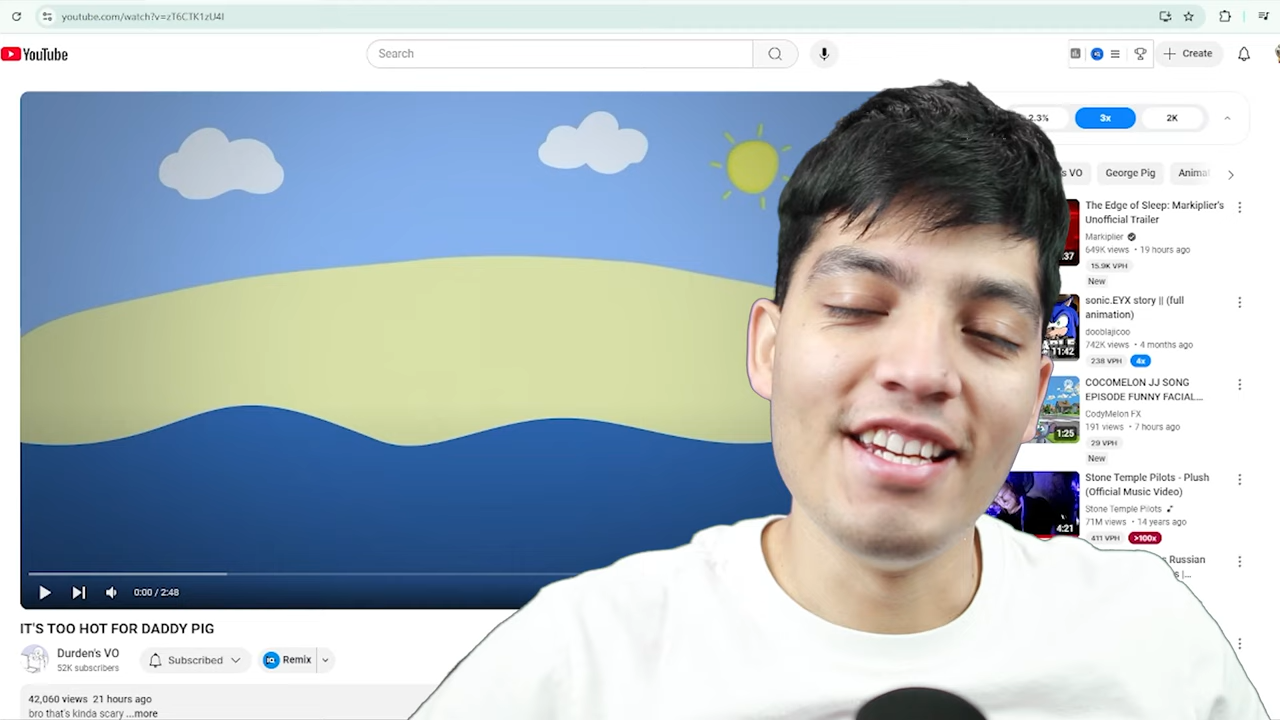 youtube.com/watch?v=zT6CTK1zU4I
YouTube
Search
Create
2.3%
3x
2K
's VO
George Pig
Animal
The Edge of Sleep: Markiplier's
Unofficial Trailer
Markiplier
649K views • 19 hours ago
15.9K VPH
New
sonic.EYX story || (full
animation)
dooblajicoo
742K views • 4 months ago
11:42
238 VPH
4x
COCOMELON JJ SONG
EPISODE FUNNY FACIAL...
CodyMelon FX
191 views • 7 hours ago
1:25
29 VPH
New
Stone Temple Pilots - Plush
(Official Music Video)
Stone Temple Pilots
71M views • 14 years ago
4:21
411 VPH
>100x
Russian
0:00 / 2:48
IT'S TOO HOT FOR DADDY PIG
Durden's VO
52K subscribers
Subscribed
Remix
42,060 views 21 hours ago
bro that's kinda scary ...more